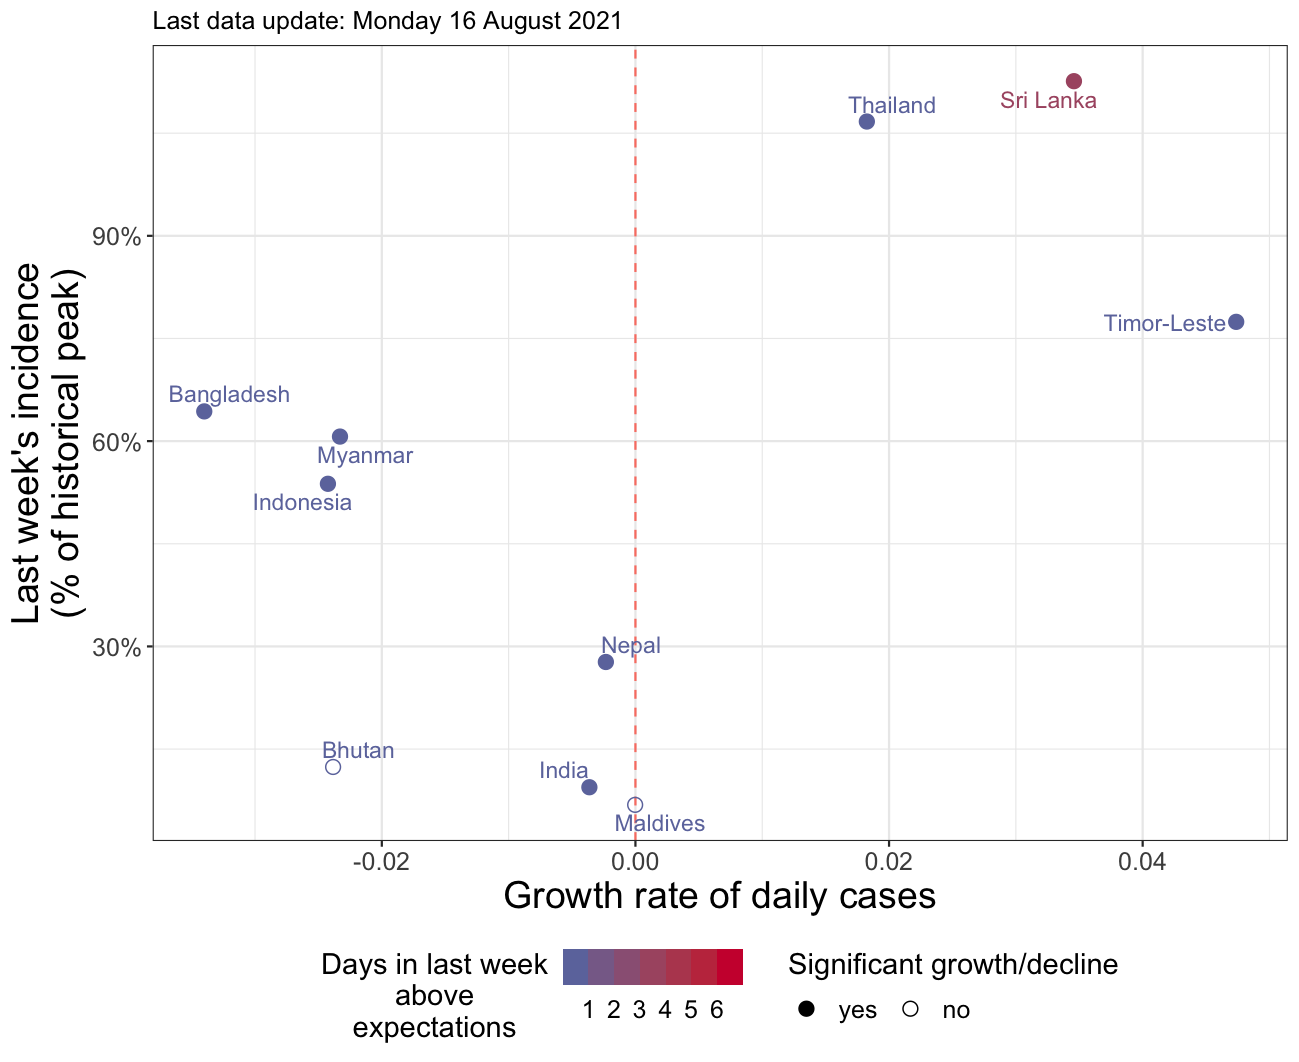 Last data update: Monday 16 August 2021
Last week's incidence
(% of historical peak)
90%
60%
30%
Sri Lanka
Thailand
Timor-Leste
Bangladesh
Myanmar
Indonesia
Nepal
Bhutan
India
Maldives
-0.02 0.00 0.02 0.04
Growth rate of daily cases
Days in last week
above
expectations
1 2 3 4 5 6
Significant growth/decline
yes no